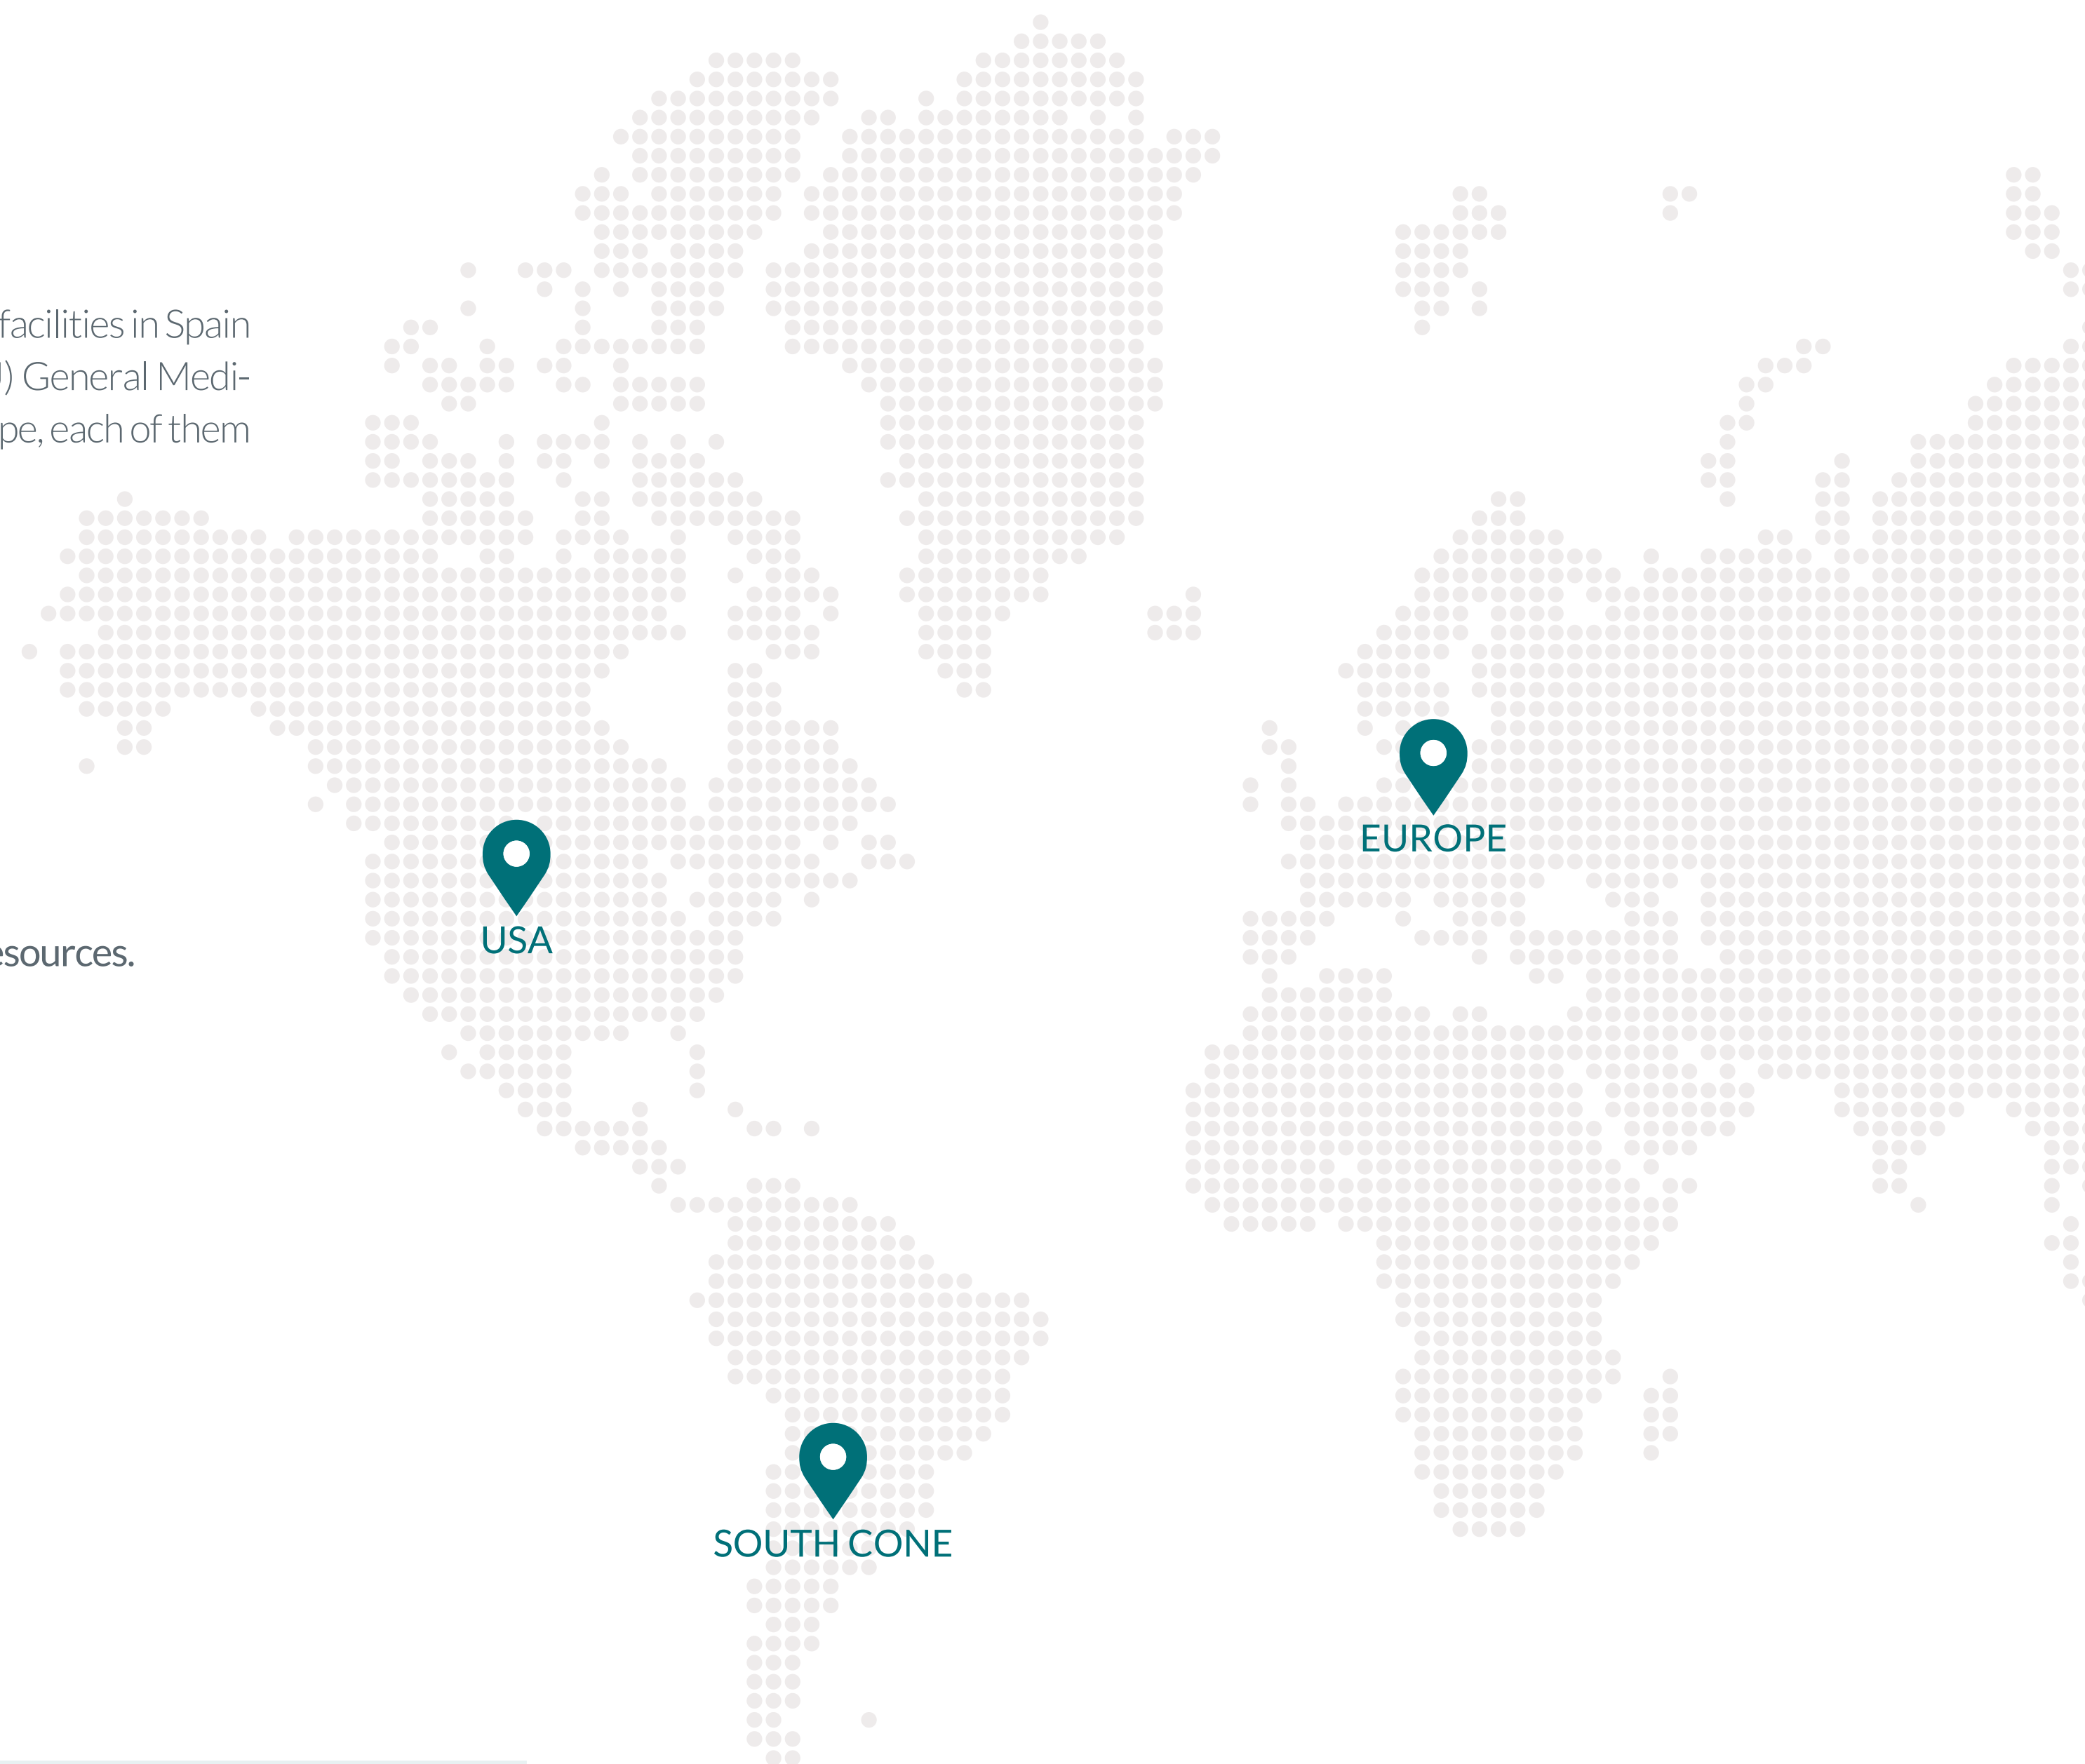 facilities in Spain
) General Medi-
pe, each of them
esources.
USA
EUROPE
SOUTH CONE